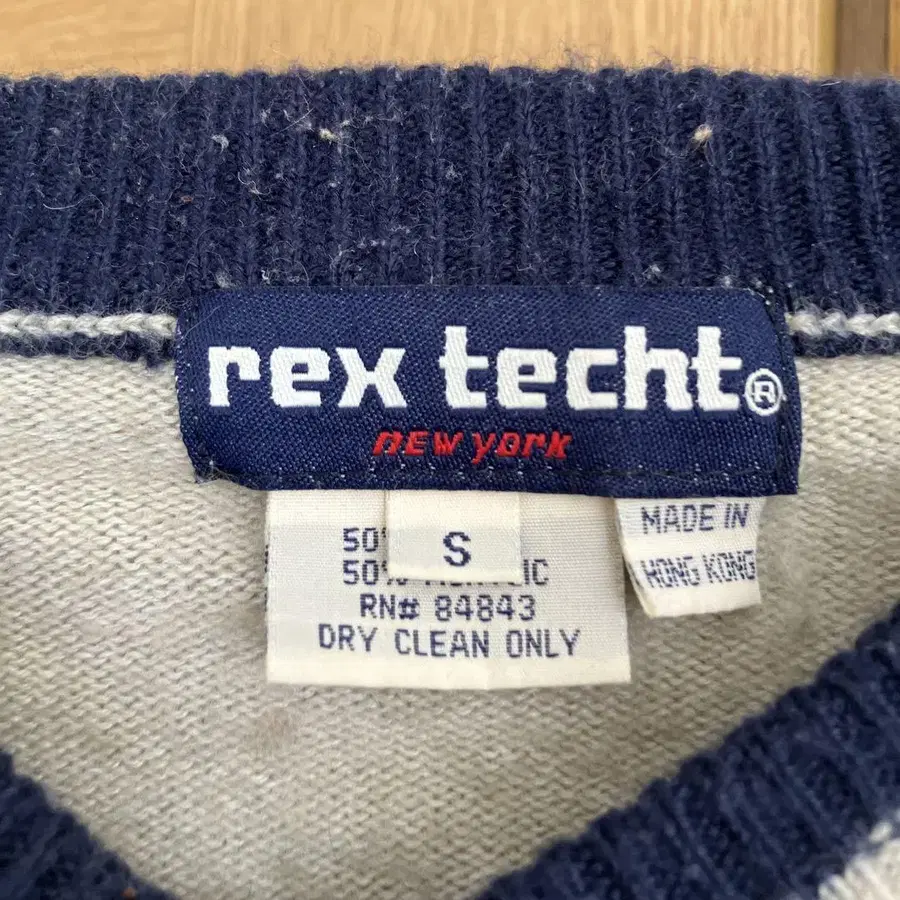 rex techt®
new york
S
50%
50%
RN# 84843
DRY CLEAN ONLY
MADE IN
HONG KONG